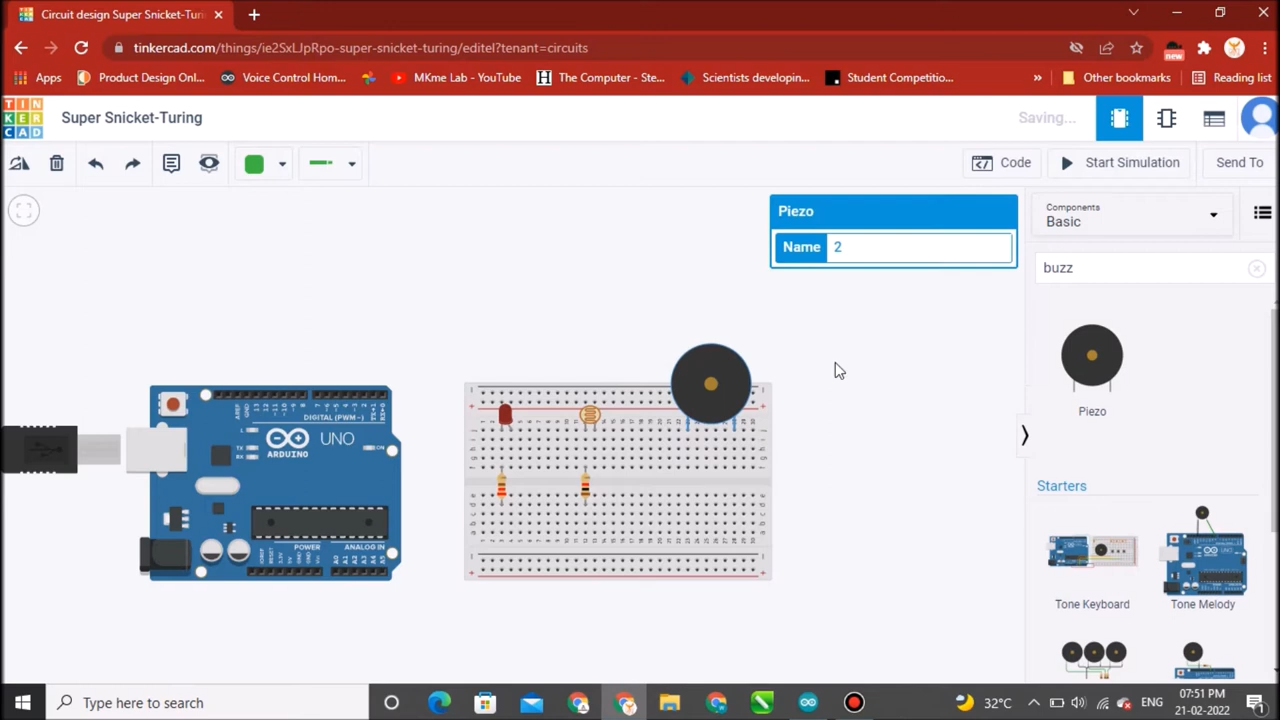 Circuit design Super Snicket-Turi
tinkercad.com/things/ie2SxLJpRpo-super-snicket-turing/editel?tenant=circuits
Apps Product Design Onl... Voice Control Hom... MKme Lab - YouTube The Computer - Ste... Scientists developin... Student Competitio... » Other bookmarks Reading list
new
TIN
KER
CAD
Super Snicket-Turing
Saving...
Code Start Simulation Send To
Piezo
Name 2
Components
Basic
buzz
Piezo
Starters
Tone Keyboard Tone Melody
DIGITAL (PWM~)
UNO
ARDUINO
TX
RX
ON
POWER ANALOG IN
Type here to search
32°C ENG 07:51 PM
21-02-2022